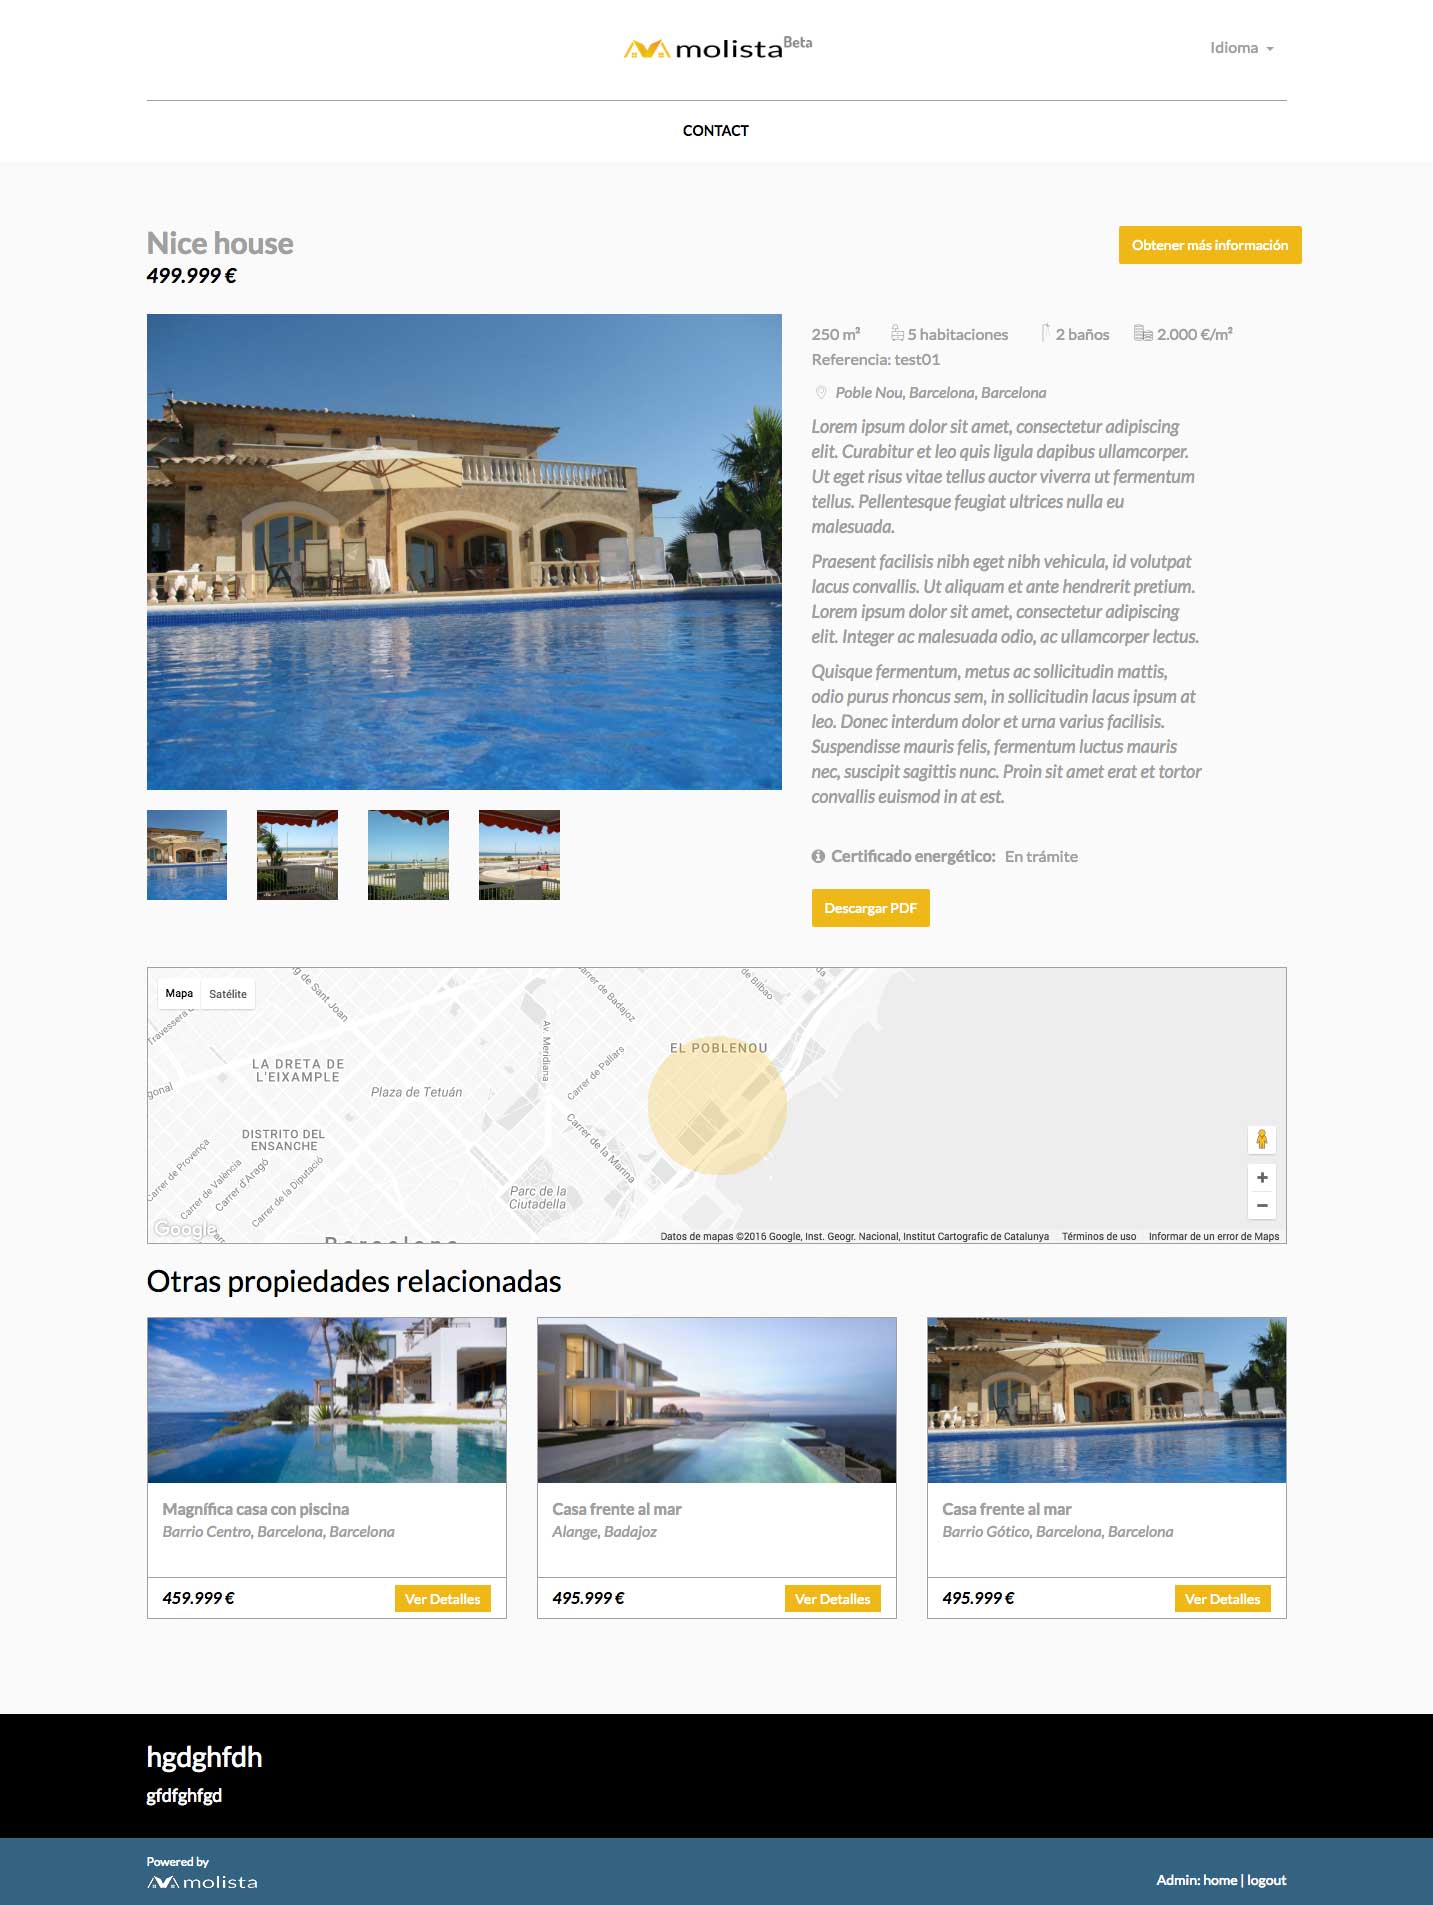 molista Beta
Idioma
CONTACT
Nice house
Obtener más información
499.999 €
250 m² 5 habitaciones 2 baños 2.000 €/m²
Referencia: test01
Poble Nou, Barcelona, Barcelona
Lorem ipsum dolor sit amet, consectetur adipiscing
elit. Curabitur et leo quis ligula dapibus ullamcorper.
Ut eget risus vitae tellus auctor viverra ut fermentum
tellus. Pellentesque feugiat ultrices nulla eu
malesuada.
Praesent facilisis nibh eget nibh vehicula, id volutpat
lacus convallis. Ut aliquam et ante hendrerit pretium.
Lorem ipsum dolor sit amet, consectetur adipiscing
elit. Integer ac malesuada odio, ac ullamcorper lectus.
Quisque fermentum, metus ac sollicitudin mattis,
odio purus rhoncus sem, in sollicitudin lacus ipsum at
leo. Donec interdum dolor et urna varius facilisis.
Suspendisse mauris felis, fermentum luctus mauris
nec, suscipit sagittis nunc. Proin sit amet erat et tortor
convallis euismod in at est.
Certificado energético: En trámite
Descargar PDF
Mapa Satélite
g de Sant Joan
Carrer de Badajoz
de Bilbao
Travessera
Av. Meridiana
EL POBLENOU
LA DRETA DE
L'EIXAMPLE
Plaza de Tetuán
Carrer de Pallars
gonal
DISTRITO DEL
ENSANCHE
Carrer de la Marina
Carrer de Provença
Carrer de València
Carrer d'Aragó
Carrer de la Diputació
Parc de la
Ciutadella
Google
Barcelona
Datos de mapas ©2016 Google, Inst. Geogr. Nacional, Institut Cartografic de Catalunya Términos de uso Informar de un error de Maps
Otras propiedades relacionadas
Magnífica casa con piscina
Barrio Centro, Barcelona, Barcelona
459.999 € Ver Detalles
Casa frente al mar
Alange, Badajoz
495.999 € Ver Detalles
Casa frente al mar
Barrio Gótico, Barcelona, Barcelona
495.999 € Ver Detalles
hgdghfdh
gfdfghfgd
Powered by
molista
Admin: home | logout